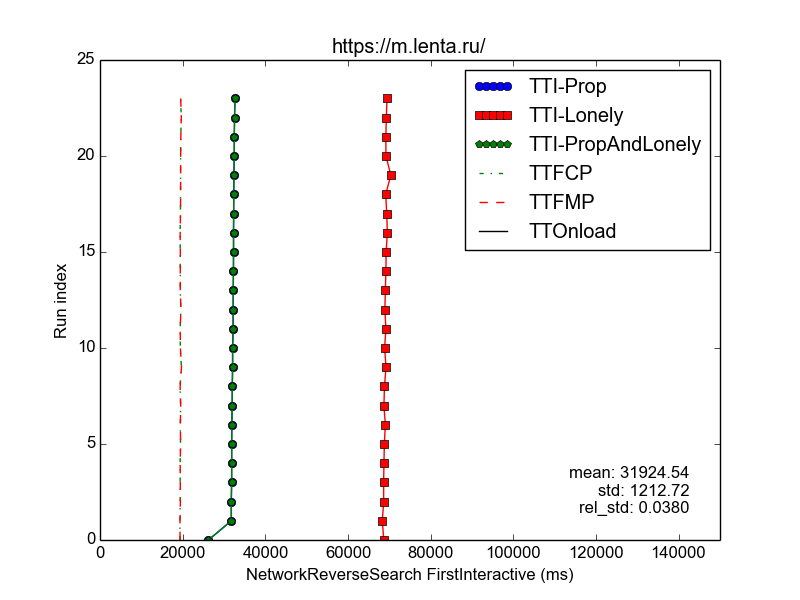 https://m.lenta.ru/
25
20
15
10
5
0
Run index
TTI-Prop
TTI-Lonely
TTI-PropAndLonely
TTFCP
TTFMP
TTOnload
mean: 31924.54
std: 1212.72
rel_std: 0.0380
0 20000 40000 60000 80000 100000 120000 140000
NetworkReverseSearch FirstInteractive (ms)